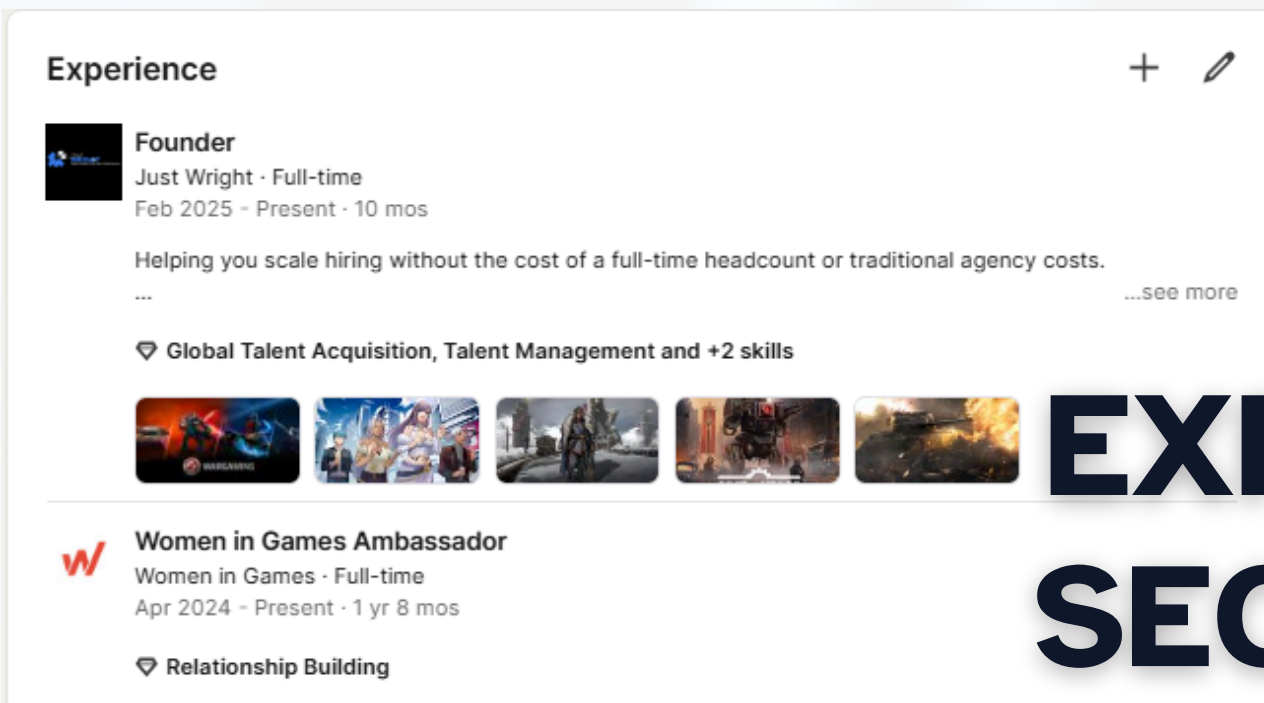 Experience
Founder
Just Wright · Full-time
Feb 2025 - Present · 10 mos
Helping you scale hiring without the cost of a full-time headcount or traditional agency costs.
...
...see more
Global Talent Acquisition, Talent Management and +2 skills
WARGAMING
Women in Games Ambassador
Women in Games · Full-time
Apr 2024 - Present · 1 yr 8 mos
Relationship Building